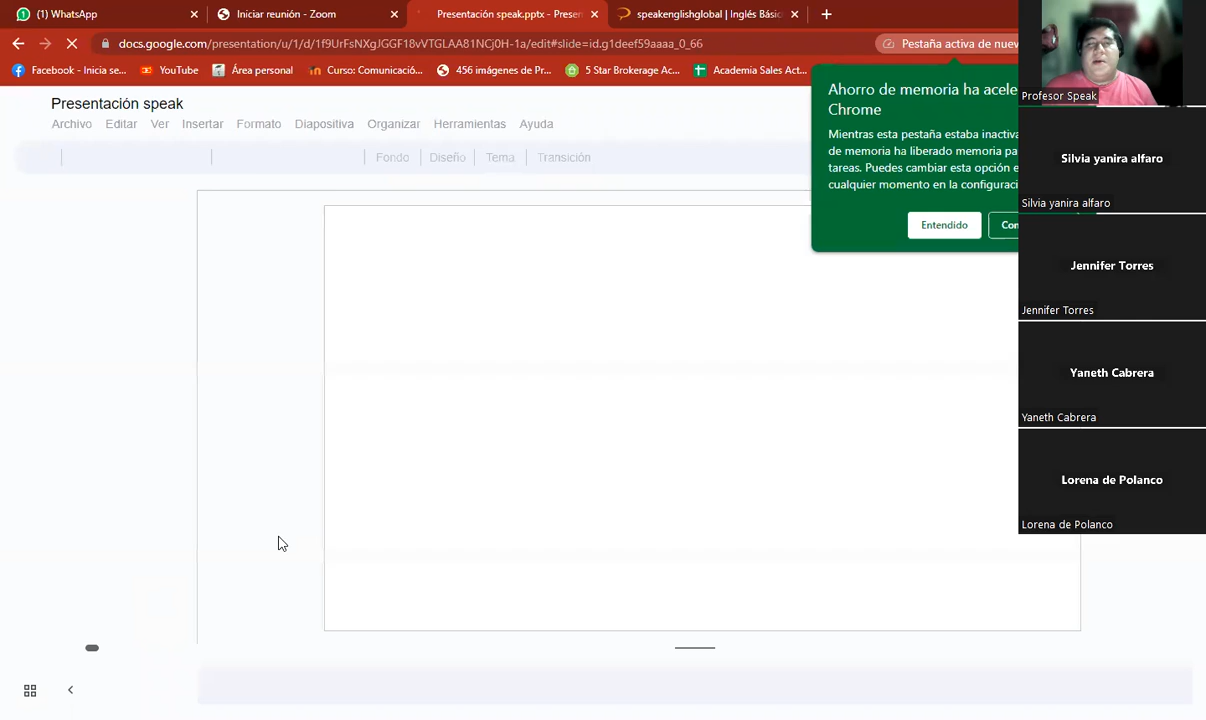 (1) WhatsApp
Iniciar reunión - Zoom
Presentación speak.pptx - Presen
speakenglishglobal | Inglés Básic
docs.google.com/presentation/u/1/d/1f9UrFsNXgJGGF18vVTGLAA81NCj0H-1a/edit#slide=id.g1deef59aaaa_0_66
Pestaña activa de nuev
Facebook - Inicia se...
YouTube
Área personal
Curso: Comunicació...
456 imágenes de Pr...
5 Star Brokerage Ac...
Academia Sales Act...
Presentación speak
Archivo Editar Ver Insertar Formato Diapositiva Organizar Herramientas Ayuda
Fondo Diseño Tema Transición
Ahorro de memoria ha acele
Chrome
Mientras esta pestaña estaba inactiva
de memoria ha liberado memoria pa
tareas. Puedes cambiar esta opción e
cualquier momento en la configuraci
Entendido
Con
Profesor Speak
Silvia yanira alfaro
Silvia yanira alfaro
Jennifer Torres
Jennifer Torres
Yaneth Cabrera
Yaneth Cabrera
Lorena de Polanco
Lorena de Polanco